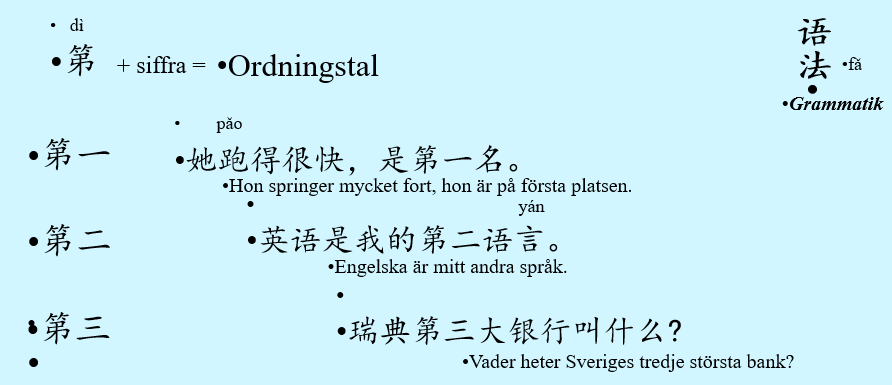 • dì
•第 + siffra = •Ordningstal
语
法 •fǎ
•
•Grammatik
• pǎo
•第一 •她跑得很快，是第一名。
•Hon springer mycket fort, hon är på första platsen.
• yán
•第二 •英语是我的第二语言。
•Engelska är mitt andra språk.
•
•第三 •瑞典第三大银行叫什么?
•
•Vader heter Sveriges tredje största bank?